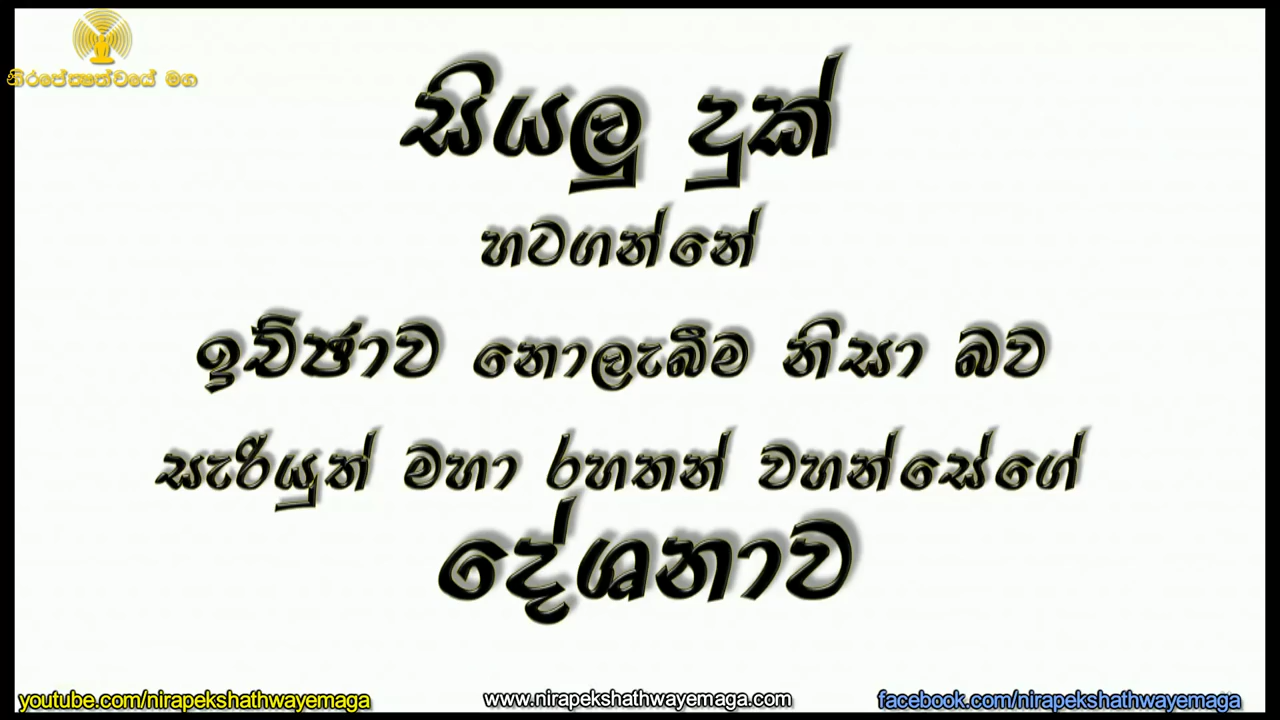 නිරපේක්‍ෂත්වයේ මග
සියලු දුක්
හටගන්නේ
ඉච්ඡාව නොලැබීම නිසා බව
සැරියුත් මහා රහතන් වහන්සේගේ
දේශනාව
youtube.com/nirapekshathwayemaga
www.nirapekshathwayemaga.com
facebook.com/nirapekshathwayemaga